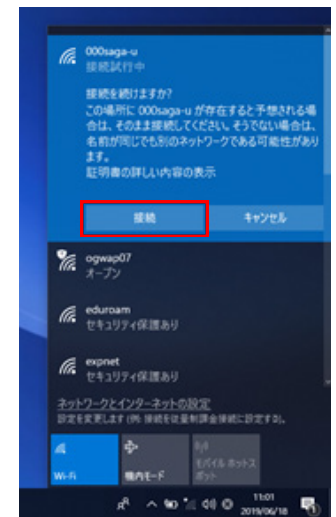 000saga-u
接続試行中
接続を続けますか?
この場所に 000saga-u が存在すると予想される場
合は、そのまま接続してください。そうでない場合は、
名前が同じでも別のネットワークである可能性があり
ます。
証明書の詳しい内容の表示
接続
キャンセル
ogwap07
オープン
eduroam
セキュリティ保護あり
expnet
セキュリティ保護あり
ネットワークとインターネットの設定
設定を変更します (例: 接続を従量制課金接続に設定する)。
Wi-Fi
機内モード
モバイル ホットス
ポット
11:01
2019/06/18